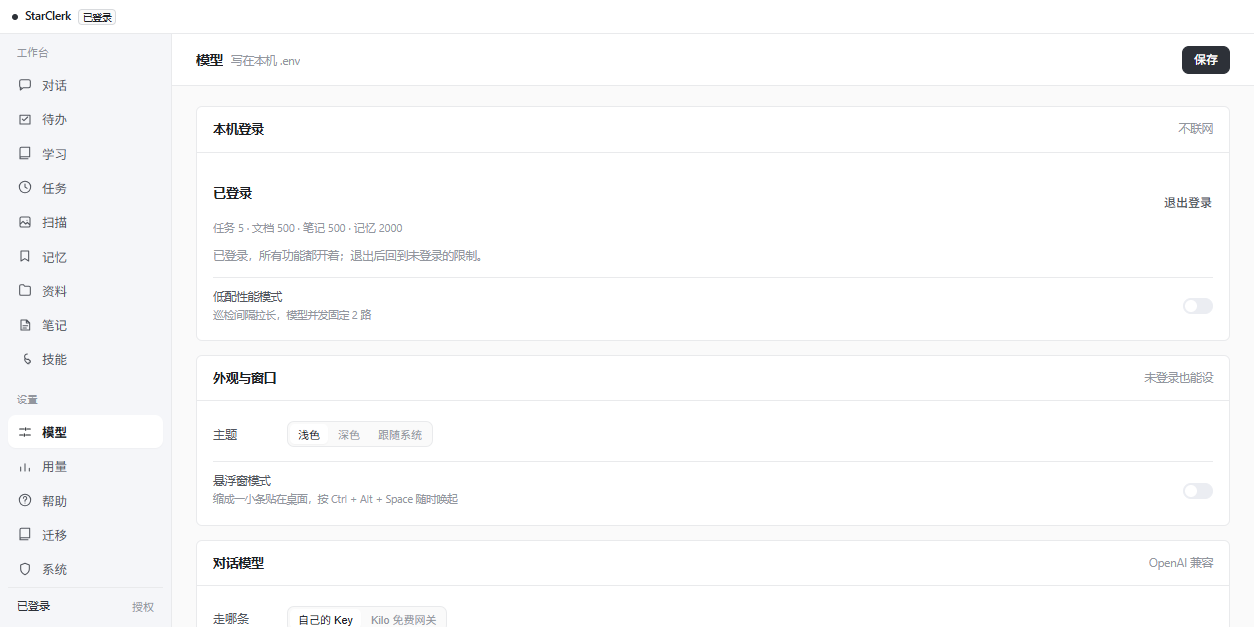 StarClerk 已登录
工作台
对话
待办
学习
任务
扫描
记忆
资料
笔记
技能
设置
模型
用量
帮助
迁移
系统
已登录 授权
模型 写在本机 .env
保存
本机登录 不联网
已登录
退出登录
任务 5 · 文档 500 · 笔记 500 · 记忆 2000
已登录，所有功能都开着；退出后回到未登录的限制。
低配性能模式
巡检间隔拉长，模型并发固定 2 路
外观与窗口 未登录也能设
主题 浅色 深色 跟随系统
悬浮窗模式
缩成一小条贴在桌面，按 Ctrl + Alt + Space 随时唤起
对话模型 OpenAI 兼容
走哪条 自己的 Key Kilo 免费网关